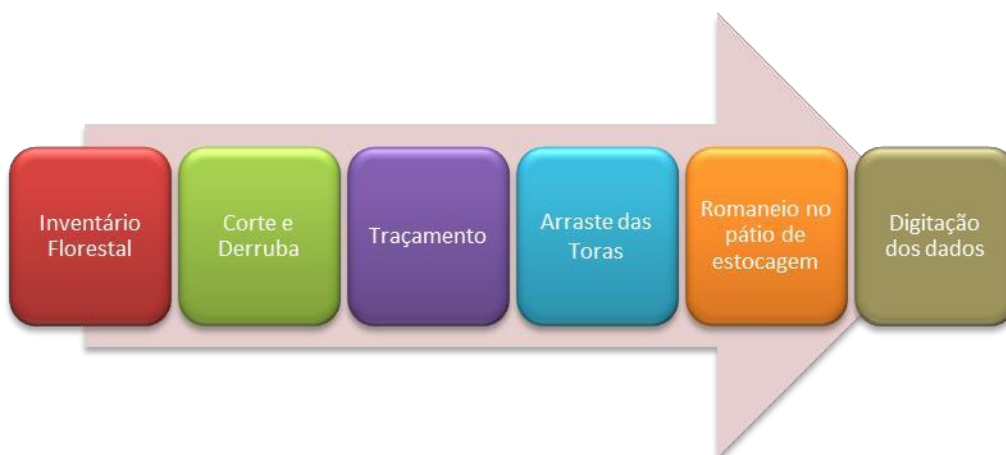 Inventário
Florestal
Corte e
Derruba
Traçamento
Arraste das
Toras
Romaneio no
pátio de
estocagem
Digitação
dos dados